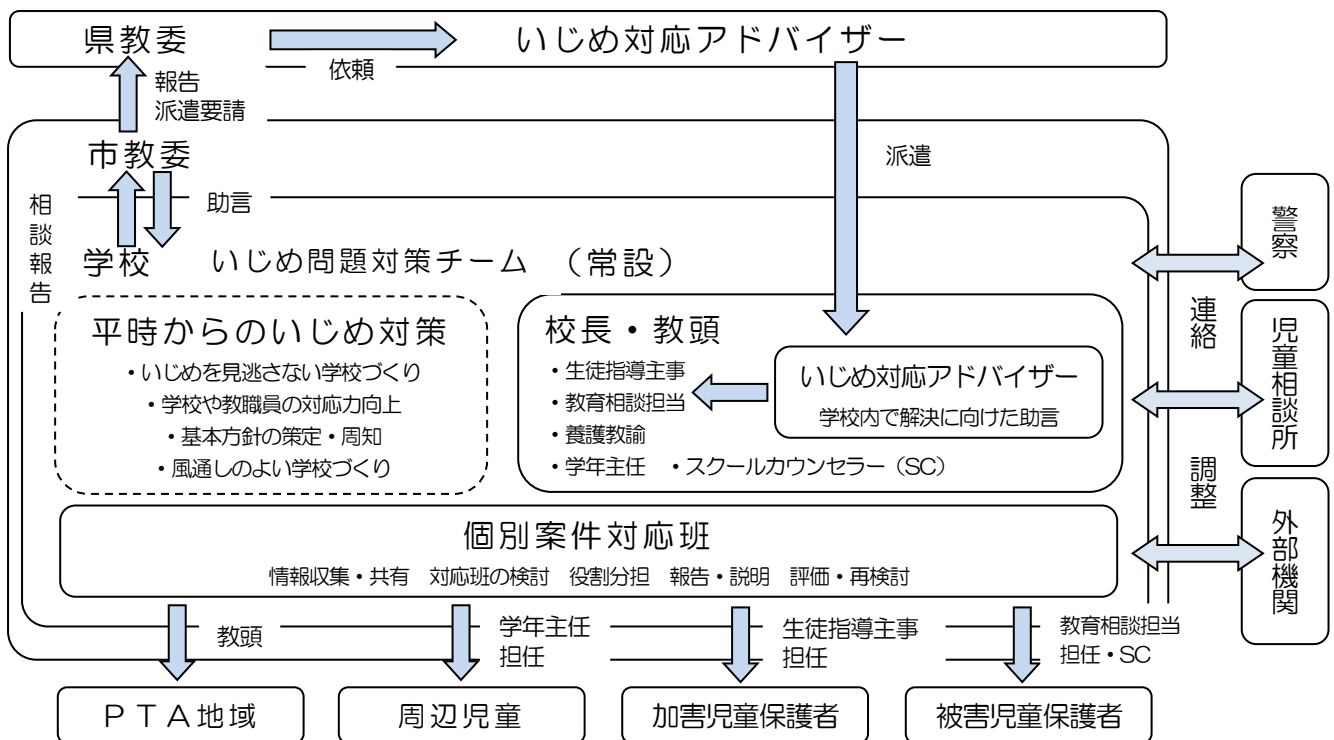 県教委
いじめ対応アドバイザー
依頼
報告
派遣要請
市教委
派遣
相談報告
助言
学校 いじめ問題対策チーム (常設)
平時からのいじめ対策
・いじめを見逃さない学校づくり
・学校や教職員の対応力向上
・基本方針の策定・周知
・風通しのよい学校づくり
校長・教頭
・生徒指導主事
・教育相談担当
・養護教諭
・学年主任 ・スクールカウンセラー(SC)
いじめ対応アドバイザー
学校内で解決に向けた助言
警察
連絡
児童相談所
調整
外部機関
個別案件対応班
情報収集・共有 対応班の検討 役割分担 報告・説明 評価・再検討
教頭
学年主任
担任
生徒指導主事
担任
教育相談担当
担任・SC
PTA地域
周辺児童
加害児童保護者
被害児童保護者